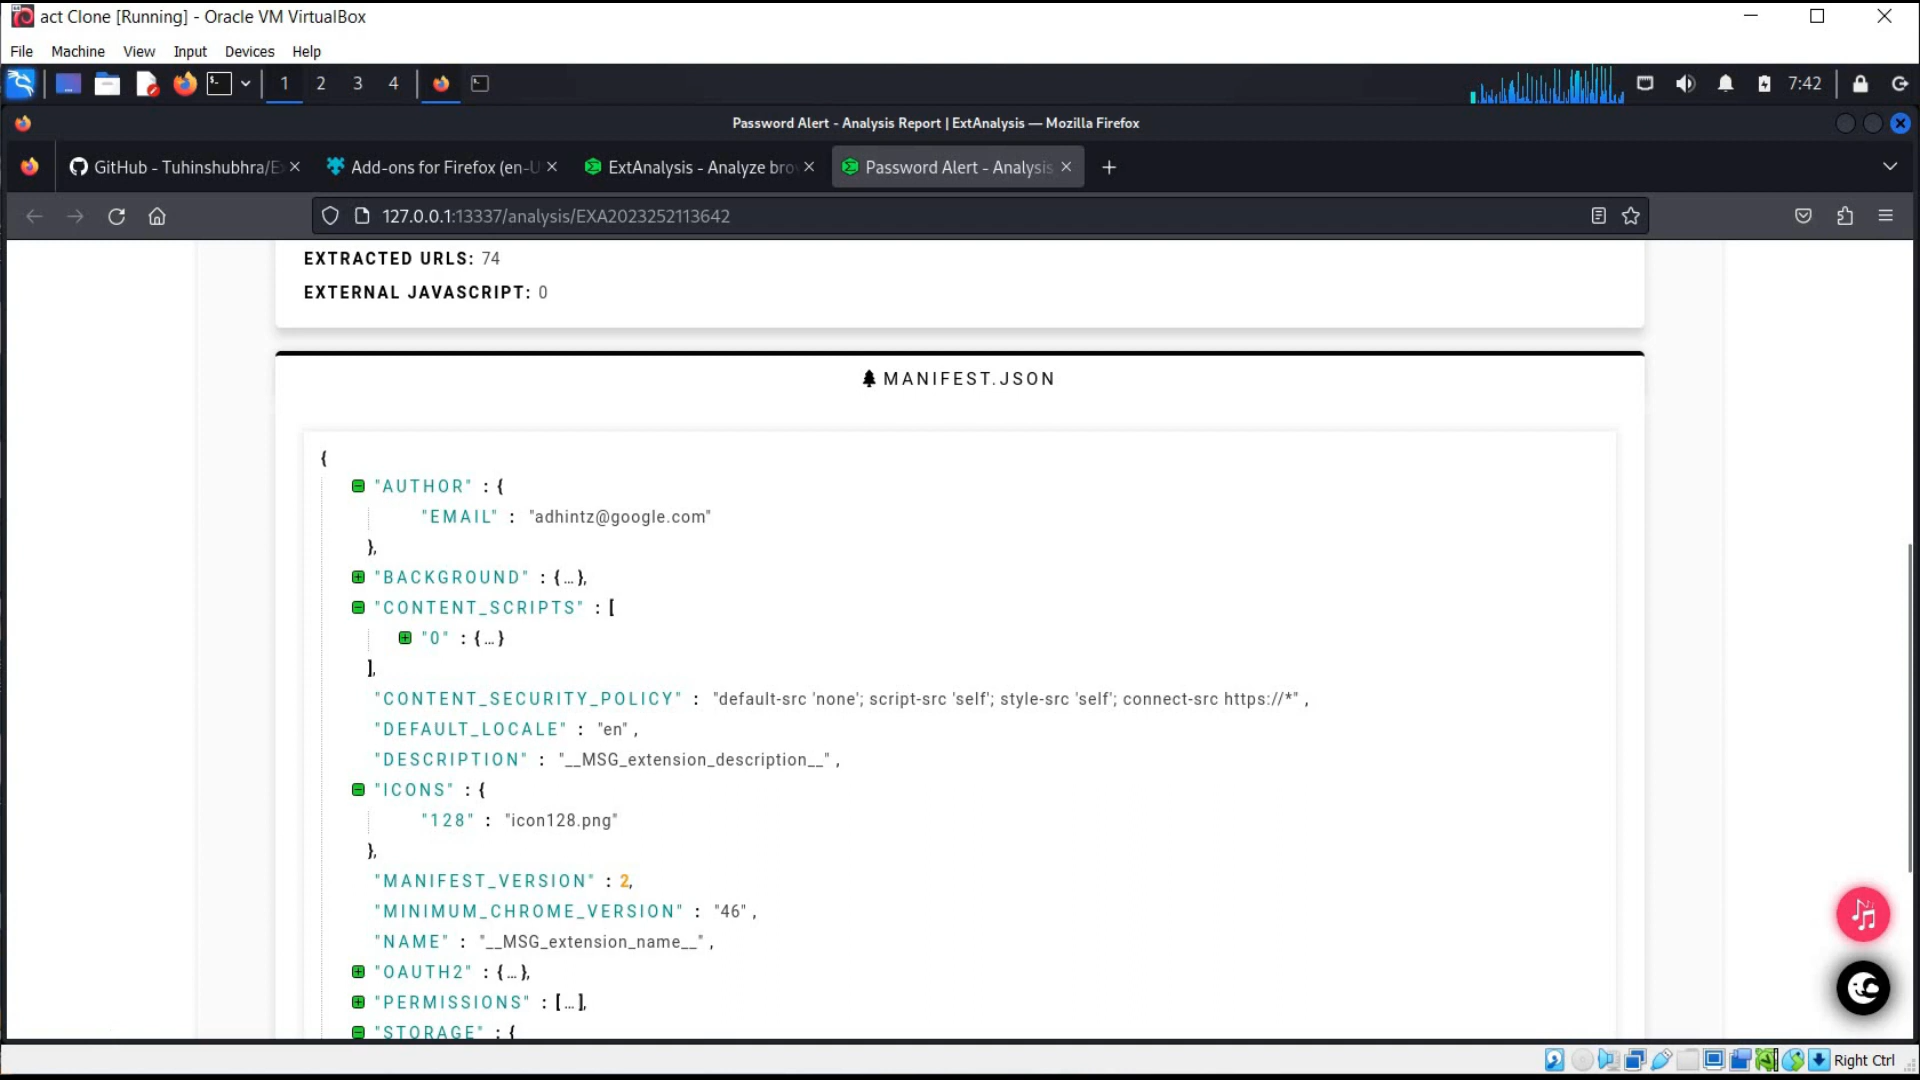 act Clone [Running] - Oracle VM VirtualBox
File Machine View Input Devices Help
1 2 3 4 7:42
Password Alert - Analysis Report | ExtAnalysis — Mozilla Firefox
GitHub - Tuhinshubhra/E Add-ons for Firefox (en-U ExtAnalysis - Analyze bro Password Alert - Analysis
127.0.0.1:13337/analysis/EXA2023252113642
EXTRACTED URLS: 74
EXTERNAL JAVASCRIPT: 0
MANIFEST.JSON
{
"AUTHOR" : {
"EMAIL" : "adhintz@google.com"
},
"BACKGROUND" : {…},
"CONTENT_SCRIPTS" : [
"0" : {…}
],
"CONTENT_SECURITY_POLICY" : "default-src 'none'; script-src 'self'; style-src 'self'; connect-src https://*" ,
"DEFAULT_LOCALE" : "en" ,
"DESCRIPTION" : "__MSG_extension_description__" ,
"ICONS" : {
"128" : "icon128.png"
},
"MANIFEST_VERSION" : 2,
"MINIMUM_CHROME_VERSION" : "46" ,
"NAME" : "__MSG_extension_name__" ,
"OAUTH2" : {…},
"PERMISSIONS" : […],
"STORAGE" : {
Right Ctrl